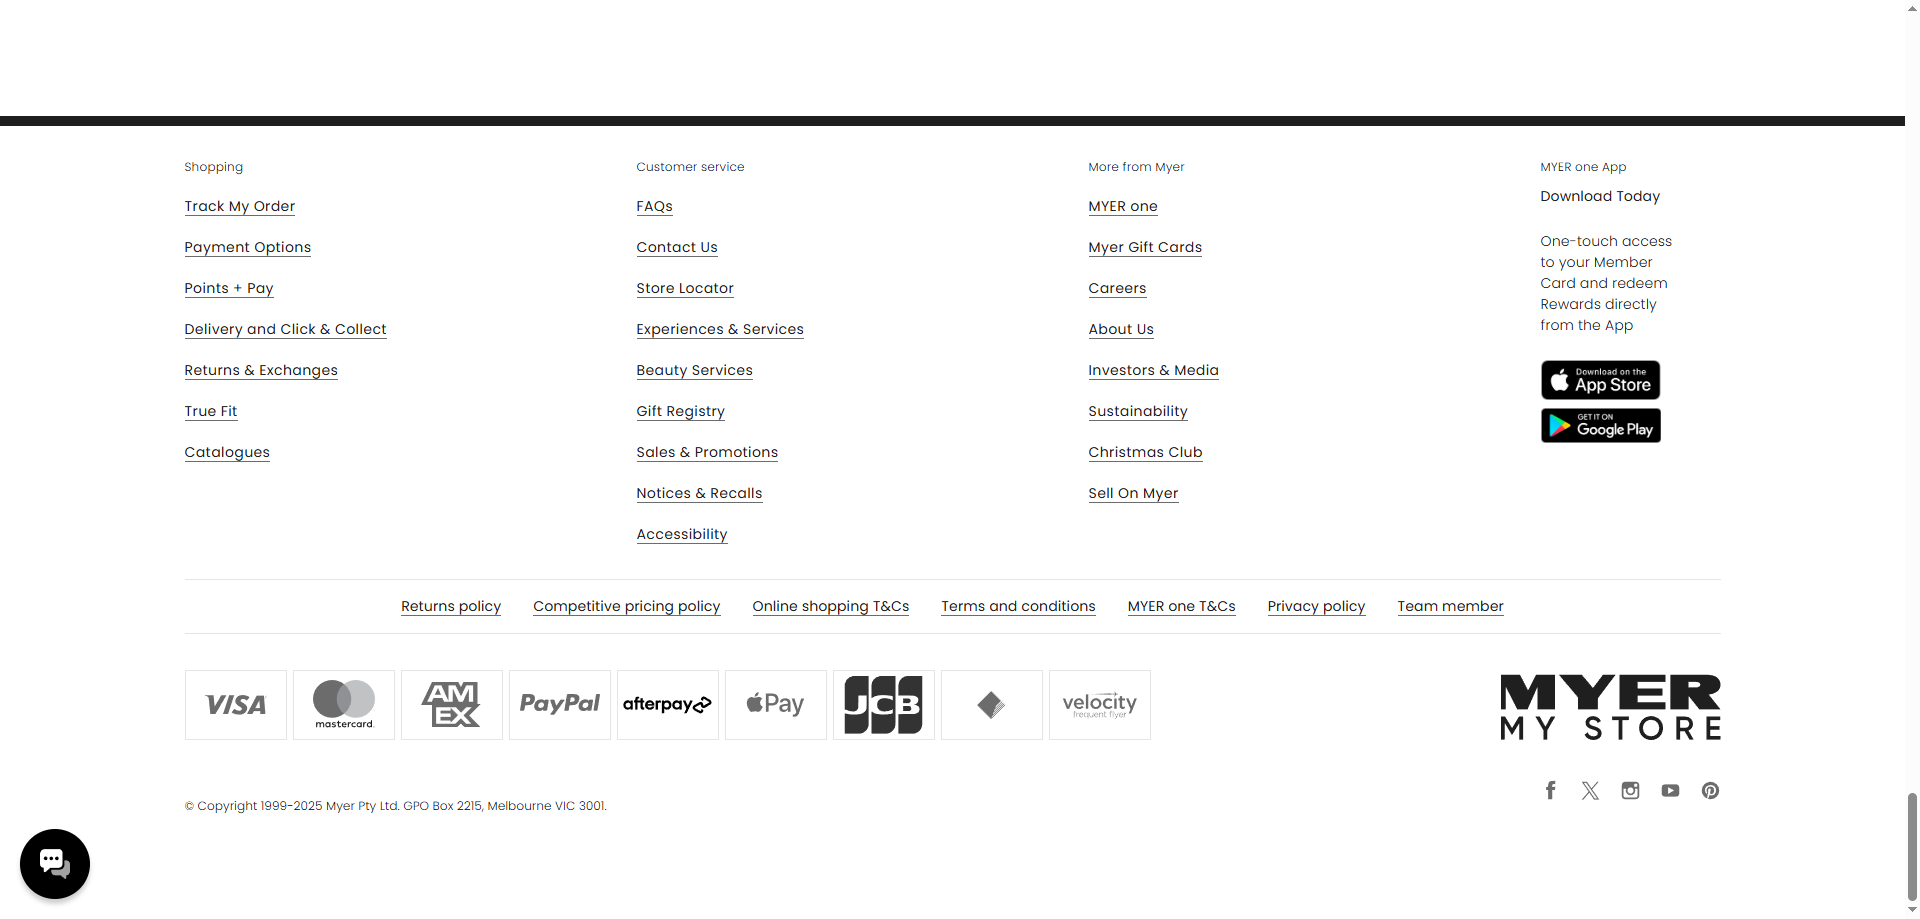 Shopping
Track My Order
Payment Options
Points + Pay
Delivery and Click & Collect
Returns & Exchanges
True Fit
Catalogues
Customer service
FAQs
Contact Us
Store Locator
Experiences & Services
Beauty Services
Gift Registry
Sales & Promotions
Notices & Recalls
Accessibility
More from Myer
MYER one
Myer Gift Cards
Careers
About Us
Investors & Media
Sustainability
Christmas Club
Sell On Myer
MYER one App
Download Today
One-touch access
to your Member
Card and redeem
Rewards directly
from the App
Download on the
App Store
GET IT ON
Google Play
Returns policy Competitive pricing policy Online shopping T&Cs Terms and conditions MYER one T&Cs Privacy policy Team member
VISA
mastercard.
AMEX
PayPal
afterpay
Pay
JCB
velocity
frequent flyer
MYER
MY STORE
© Copyright 1999-2025 Myer Pty Ltd. GPO Box 2215, Melbourne VIC 3001.